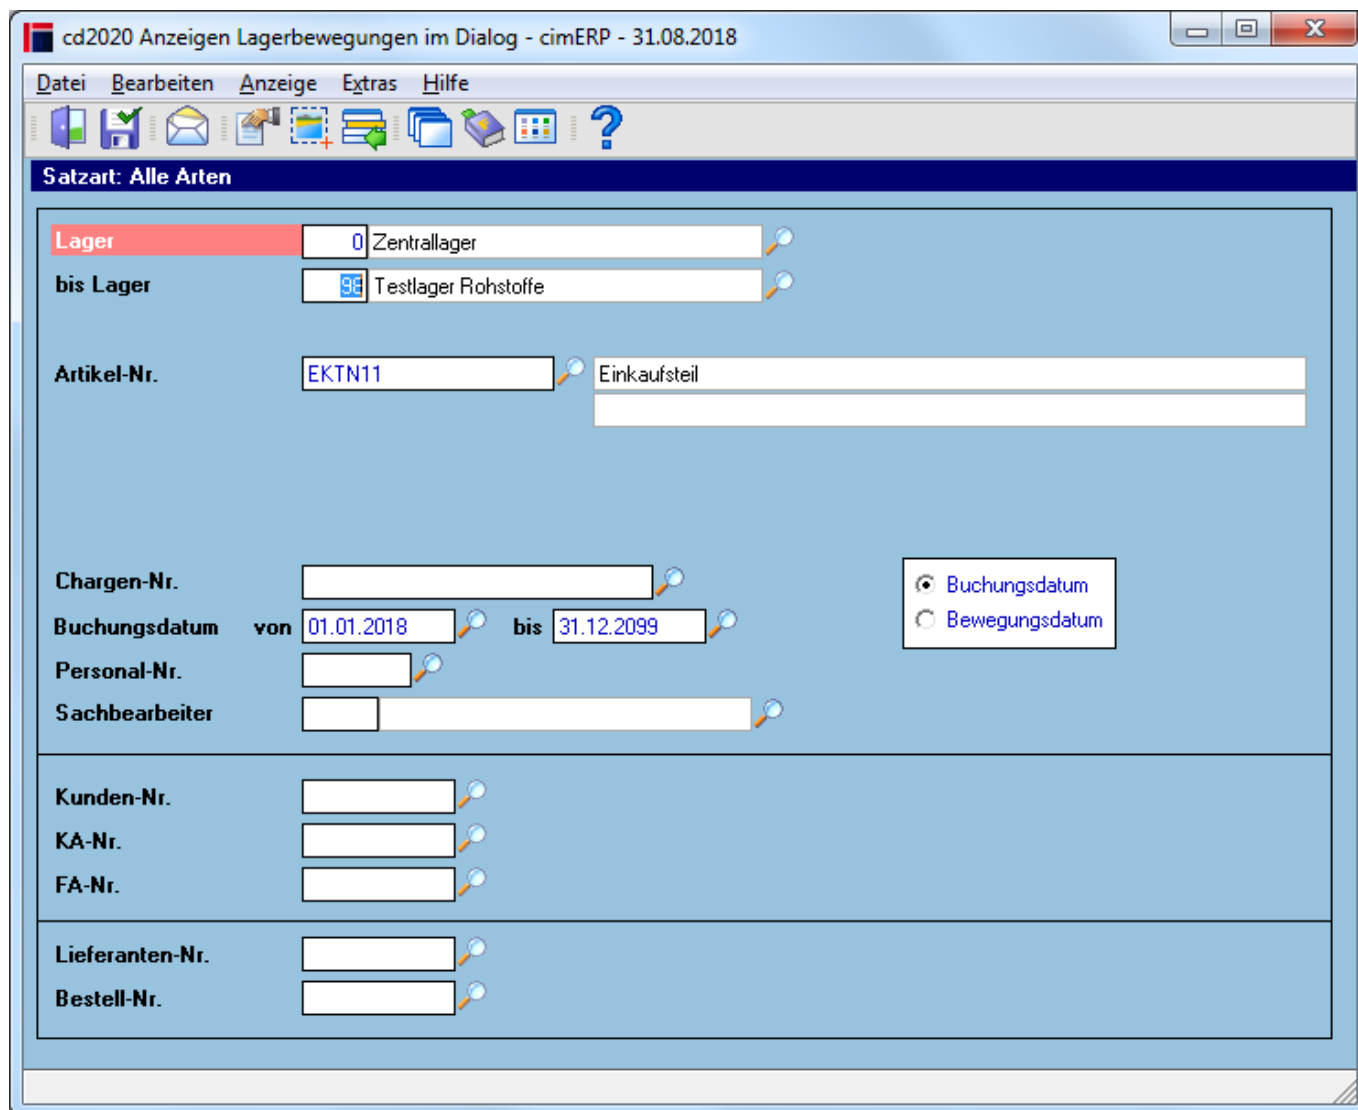 cd2020 Anzeigen Lagerbewegungen im Dialog - cimERP - 31.08.2018
Datei Bearbeiten Anzeige Extras Hilfe
Satzart: Alle Arten
Lager 0 Zentrallager
bis Lager 98 Testlager Rohstoffe
Artikel-Nr. EKTN11 Einkaufsteil
Chargen-Nr.
Buchungsdatum
Buchungsdatum von 01.01.2018 bis 31.12.2099
Bewegungsdatum
Personal-Nr.
Sachbearbeiter
Kunden-Nr.
KA-Nr.
FA-Nr.
Lieferanten-Nr.
Bestell-Nr.